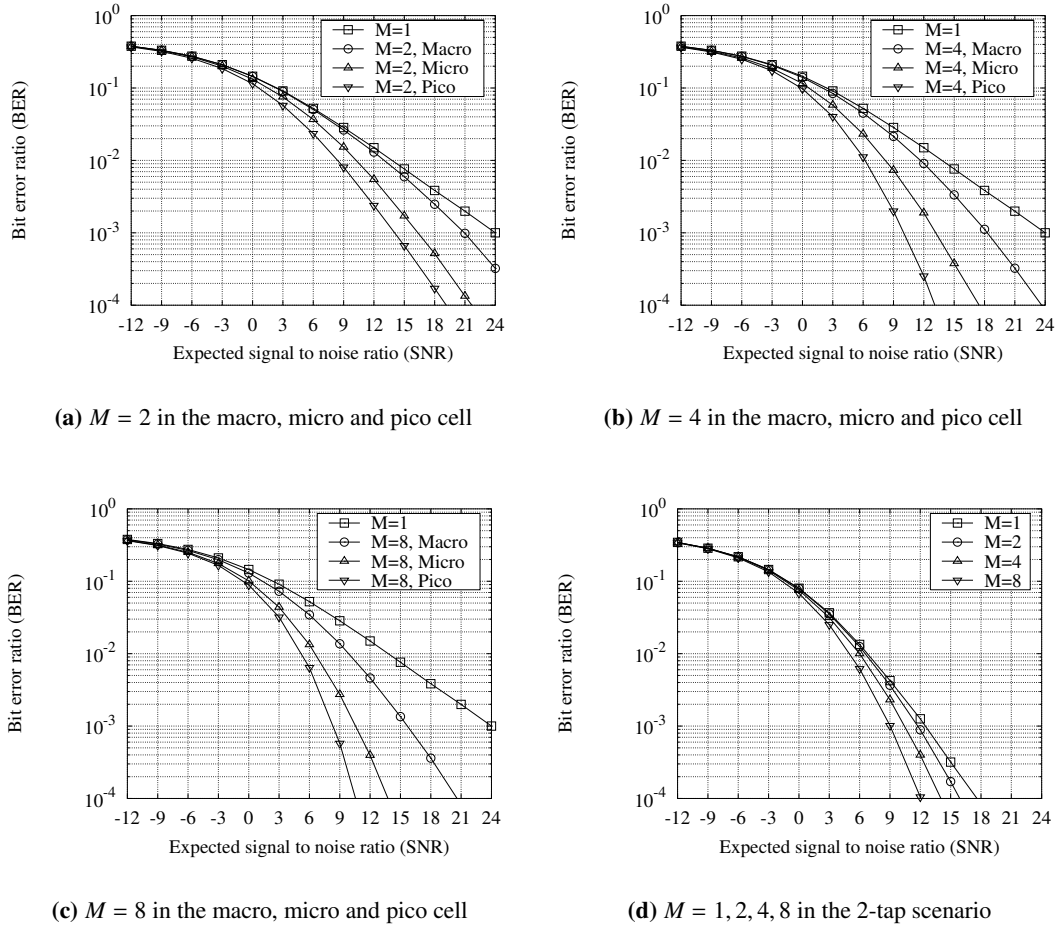 10^0
10^-1
10^-2
10^-3
10^-4
Bit error ratio (BER)
M=1
M=2, Macro
M=2, Micro
M=2, Pico
-12 -9 -6 -3 0 3 6 9 12 15 18 21 24
Expected signal to noise ratio (SNR)
(a) M = 2 in the macro, micro and pico cell
10^0
10^-1
10^-2
10^-3
10^-4
Bit error ratio (BER)
M=1
M=4, Macro
M=4, Micro
M=4, Pico
-12 -9 -6 -3 0 3 6 9 12 15 18 21 24
Expected signal to noise ratio (SNR)
(b) M = 4 in the macro, micro and pico cell
10^0
10^-1
10^-2
10^-3
10^-4
Bit error ratio (BER)
M=1
M=8, Macro
M=8, Micro
M=8, Pico
-12 -9 -6 -3 0 3 6 9 12 15 18 21 24
Expected signal to noise ratio (SNR)
(c) M = 8 in the macro, micro and pico cell
10^0
10^-1
10^-2
10^-3
10^-4
Bit error ratio (BER)
M=1
M=2
M=4
M=8
-12 -9 -6 -3 0 3 6 9 12 15 18 21 24
Expected signal to noise ratio (SNR)
(d) M = 1, 2, 4, 8 in the 2-tap scenario